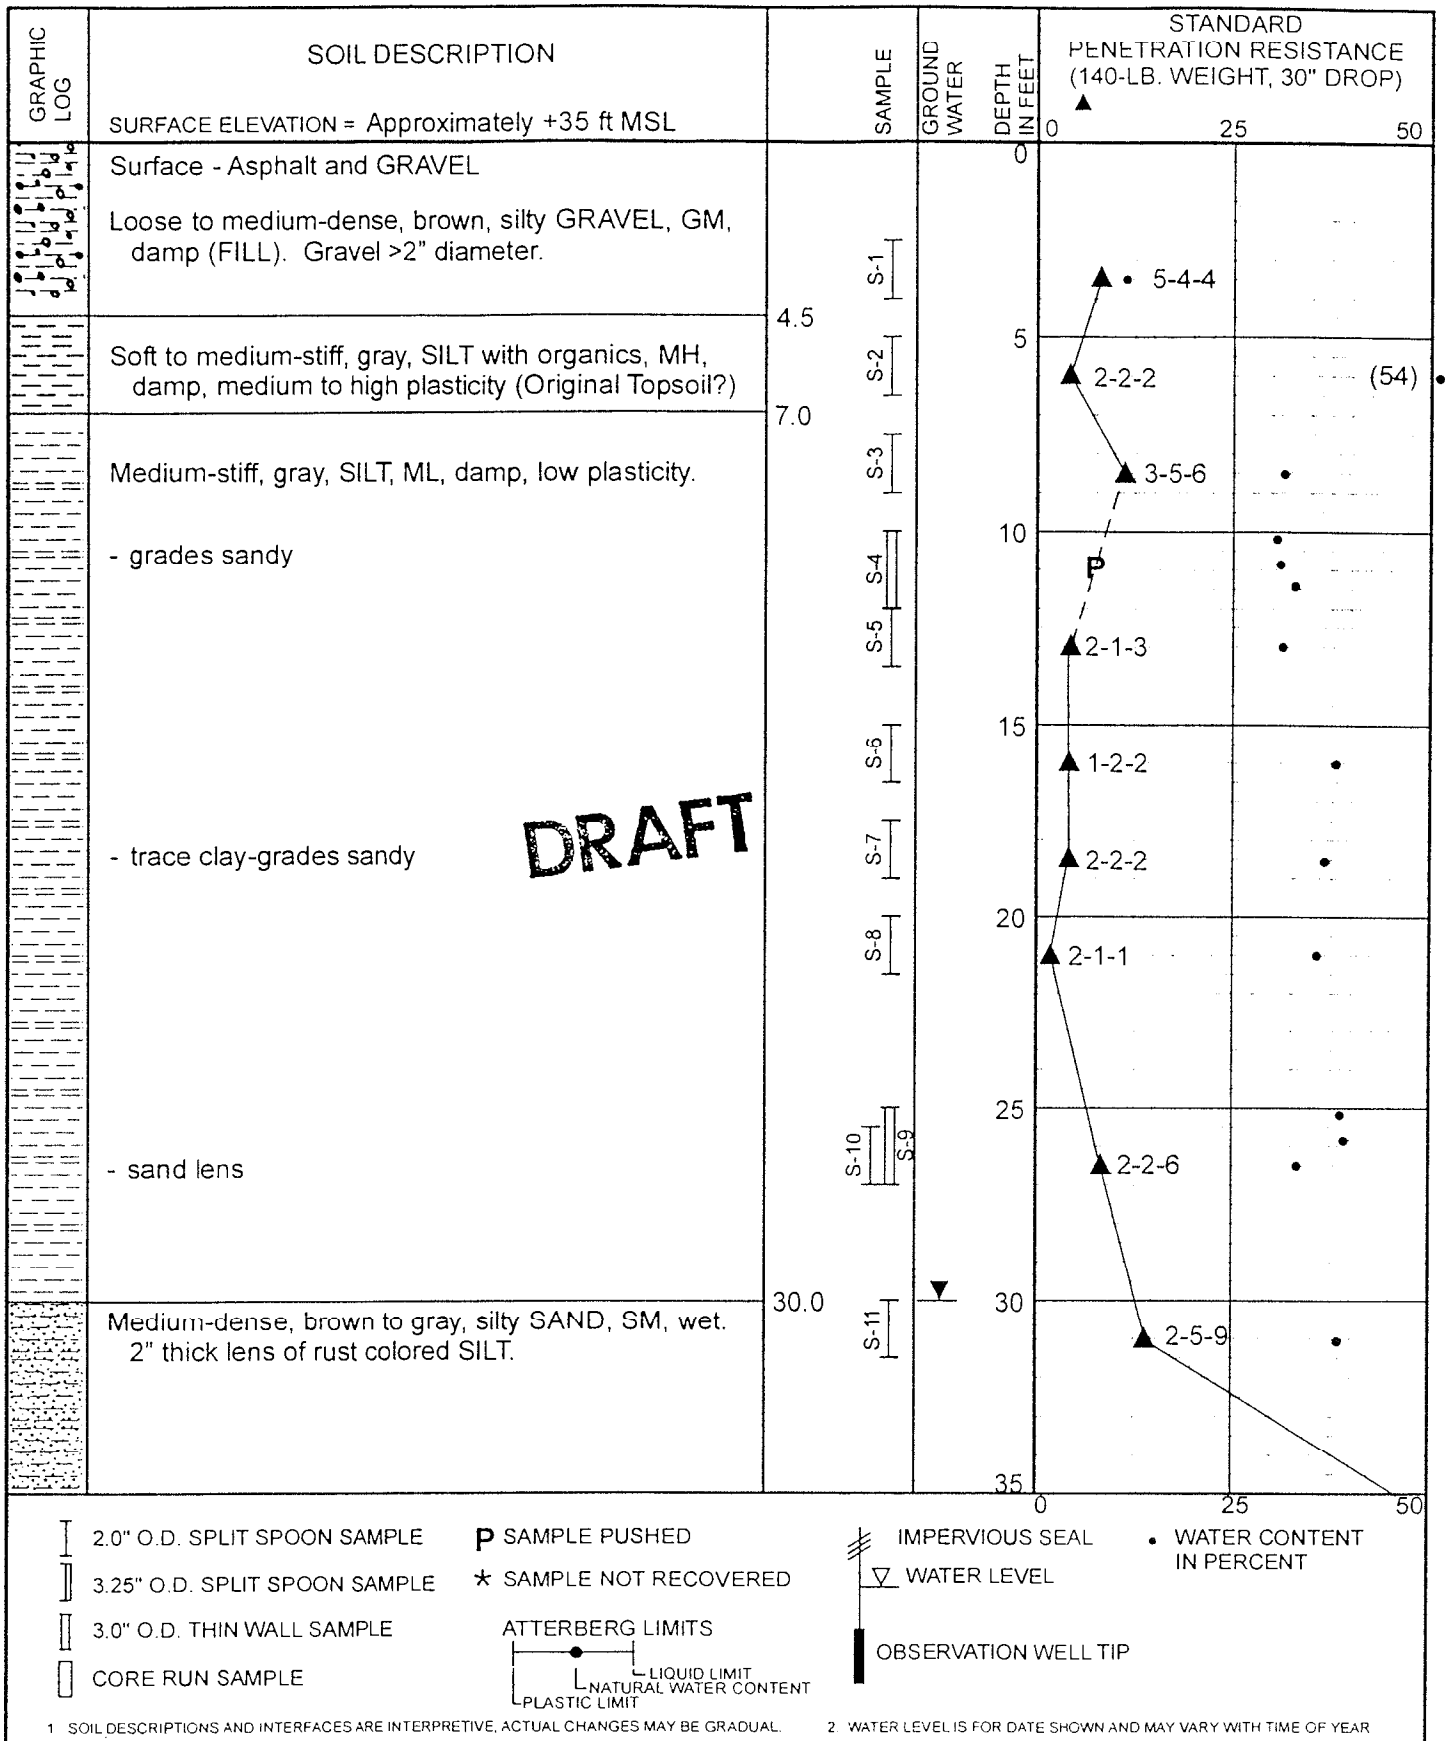 GRAPHIC
LOG
SOIL DESCRIPTION
SURFACE ELEVATION = Approximately +35 ft MSL
SAMPLE
GROUND
WATER
DEPTH
IN FEET
STANDARD
PENETRATION RESISTANCE
(140-LB. WEIGHT, 30" DROP)
▲
0 25 50
Surface - Asphalt and GRAVEL
Loose to medium-dense, brown, silty GRAVEL, GM,
damp (FILL). Gravel >2" diameter.
4.5
Soft to medium-stiff, gray, SILT with organics, MH,
damp, medium to high plasticity (Original Topsoil?)
7.0
Medium-stiff, gray, SILT, ML, damp, low plasticity.
- grades sandy
- trace clay-grades sandy
DRAFT
- sand lens
30.0
Medium-dense, brown to gray, silty SAND, SM, wet.
2" thick lens of rust colored SILT.
S-1
S-2
S-3
S-4
S-5
S-6
S-7
S-8
S-10
S-9
S-11
0
5
10
15
20
25
30
35
5-4-4
2-2-2
(54)
3-5-6
P
2-1-3
1-2-2
2-2-2
2-1-1
2-2-6
2-5-9
0 25 50
2.0" O.D. SPLIT SPOON SAMPLE
3.25" O.D. SPLIT SPOON SAMPLE
3.0" O.D. THIN WALL SAMPLE
CORE RUN SAMPLE
P SAMPLE PUSHED
* SAMPLE NOT RECOVERED
ATTERBERG LIMITS
LIQUID LIMIT
NATURAL WATER CONTENT
PLASTIC LIMIT
IMPERVIOUS SEAL
WATER LEVEL
OBSERVATION WELL TIP
• WATER CONTENT
IN PERCENT
1 SOIL DESCRIPTIONS AND INTERFACES ARE INTERPRETIVE, ACTUAL CHANGES MAY BE GRADUAL.
2. WATER LEVEL IS FOR DATE SHOWN AND MAY VARY WITH TIME OF YEAR